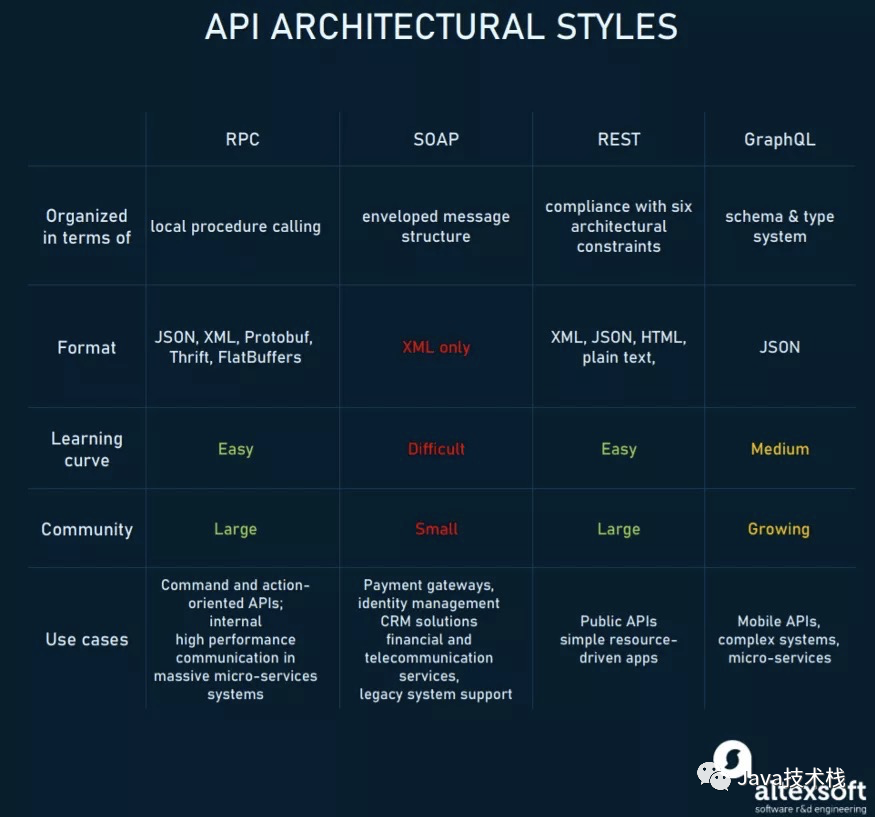 API ARCHITECTURAL STYLES
RPC
SOAP
REST
GraphQL
Organized
in terms of
local procedure calling
enveloped message
structure
compliance with six
architectural
constraints
schema & type
system
Format
JSON, XML, Protobuf,
Thrift, FlatBuffers
XML only
XML, JSON, HTML,
plain text,
JSON
Learning
curve
Easy
Difficult
Easy
Medium
Community
Large
Small
Large
Growing
Use cases
Command and action-
oriented APIs;
internal
high performance
communication in
massive micro-services
systems
Payment gateways,
identity management
CRM solutions
financial and
telecommunication
services,
legacy system support
Public APIs
simple resource-
driven apps
Mobile APIs,
complex systems,
micro-services
Java技术栈
altexsoft
software r&d engineering